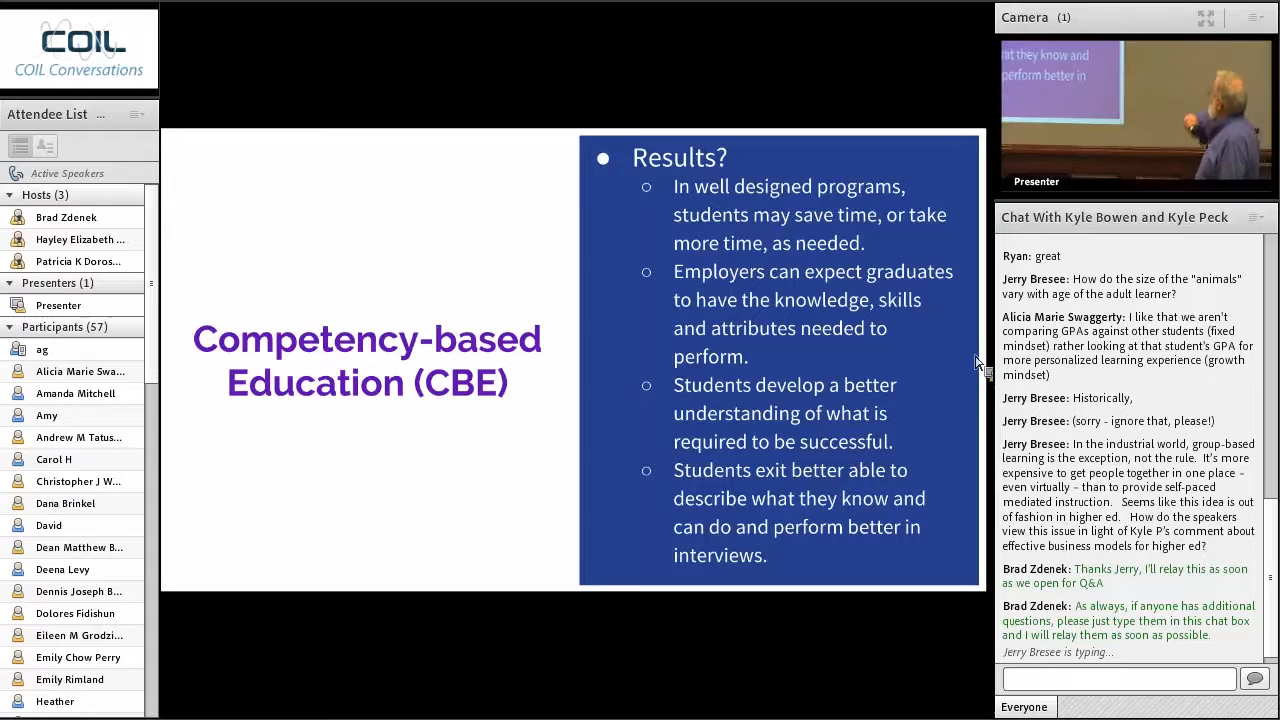 COIL
COIL Conversations
Attendee List ...
Active Speakers
Hosts (3)
Brad Zdenek
Hayley Elizabeth ...
Patricia K Doros...
Presenters (1)
Presenter
Participants (57)
ag
Alicia Marie Swa...
Amanda Mitchell
Amy
Andrew M Tatus...
Carol H
Christopher J W...
Dana Brinkel
David
Dean Matthew B...
Deena Levy
Dennis Joseph B...
Dolores Fidishun
Eileen M Grodzi...
Emily Chow Perry
Emily Rimland
Heather
Competency-based
Education (CBE)
● Results?
○ In well designed programs,
students may save time, or take
more time, as needed.
○ Employers can expect graduates
to have the knowledge, skills
and attributes needed to
perform.
○ Students develop a better
understanding of what is
required to be successful.
○ Students exit better able to
describe what they know and
can do and perform better in
interviews.
Camera (1)
at they know and
perform better in
Presenter
Chat With Kyle Bowen and Kyle Peck
Ryan: great
Jerry Bresee: How do the size of the "animals"
vary with age of the adult learner?
Alicia Marie Swaggerty: I like that we aren't
comparing GPAs against other students (fixed
mindset) rather looking at that student's GPA for
more personalized learning experience (growth
mindset)
Jerry Bresee: Historically,
Jerry Bresee: (sorry - ignore that, please!)
Jerry Bresee: In the industrial world, group-based
learning is the exception, not the rule. It's more
expensive to get people together in one place –
even virtually – than to provide self-paced
mediated instruction. Seems like this idea is out
of fashion in higher ed. How do the speakers
view this issue in light of Kyle P's comment about
effective business models for higher ed?
Brad Zdenek: Thanks Jerry, I'll relay this as soon
as we open for Q&A
Brad Zdenek: As always, if anyone has additional
questions, please just type them in this chat box
and I will relay them as soon as possible.
Jerry Bresee is typing...
Everyone